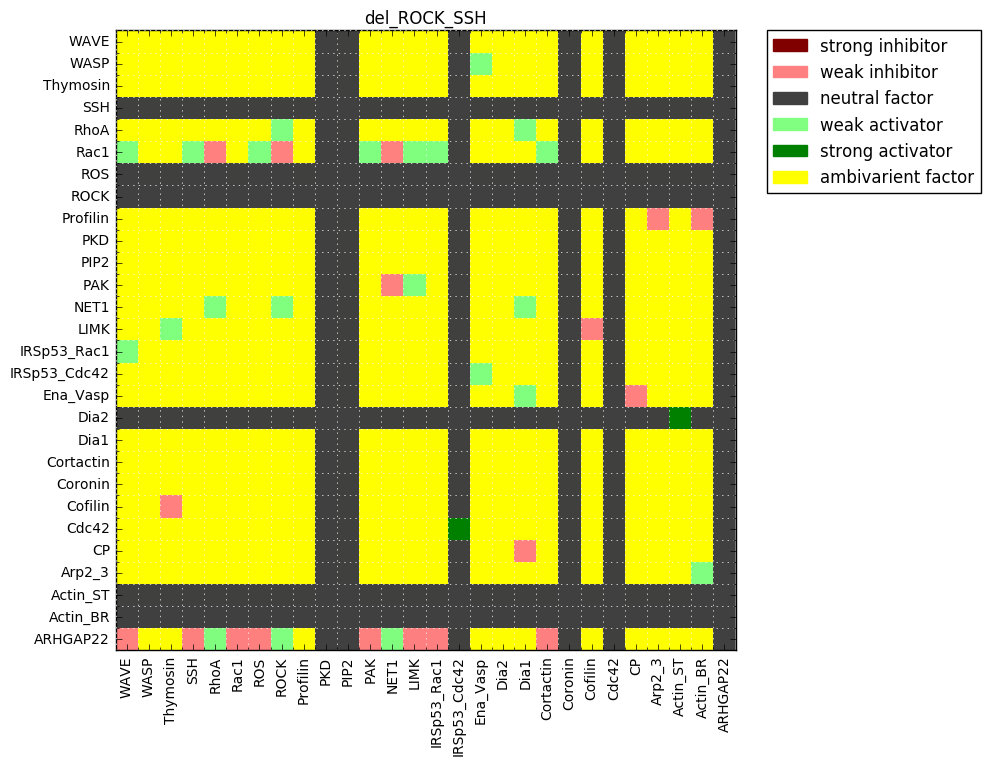 del_ROCK_SSH
WAVE
WASP
Thymosin
SSH
RhoA
Rac1
ROS
ROCK
Profilin
PKD
PIP2
PAK
NET1
LIMK
IRSp53_Rac1
IRSp53_Cdc42
Ena_Vasp
Dia2
Dia1
Cortactin
Coronin
Cofilin
Cdc42
CP
Arp2_3
Actin_ST
Actin_BR
ARHGAP22
WAVE
WASP
Thymosin
SSH
RhoA
Rac1
ROS
ROCK
Profilin
PKD
PIP2
PAK
NET1
LIMK
IRSp53_Rac1
IRSp53_Cdc42
Ena_Vasp
Dia2
Dia1
Cortactin
Coronin
Cofilin
Cdc42
CP
Arp2_3
Actin_ST
Actin_BR
ARHGAP22
strong inhibitor
weak inhibitor
neutral factor
weak activator
strong activator
ambivarient factor